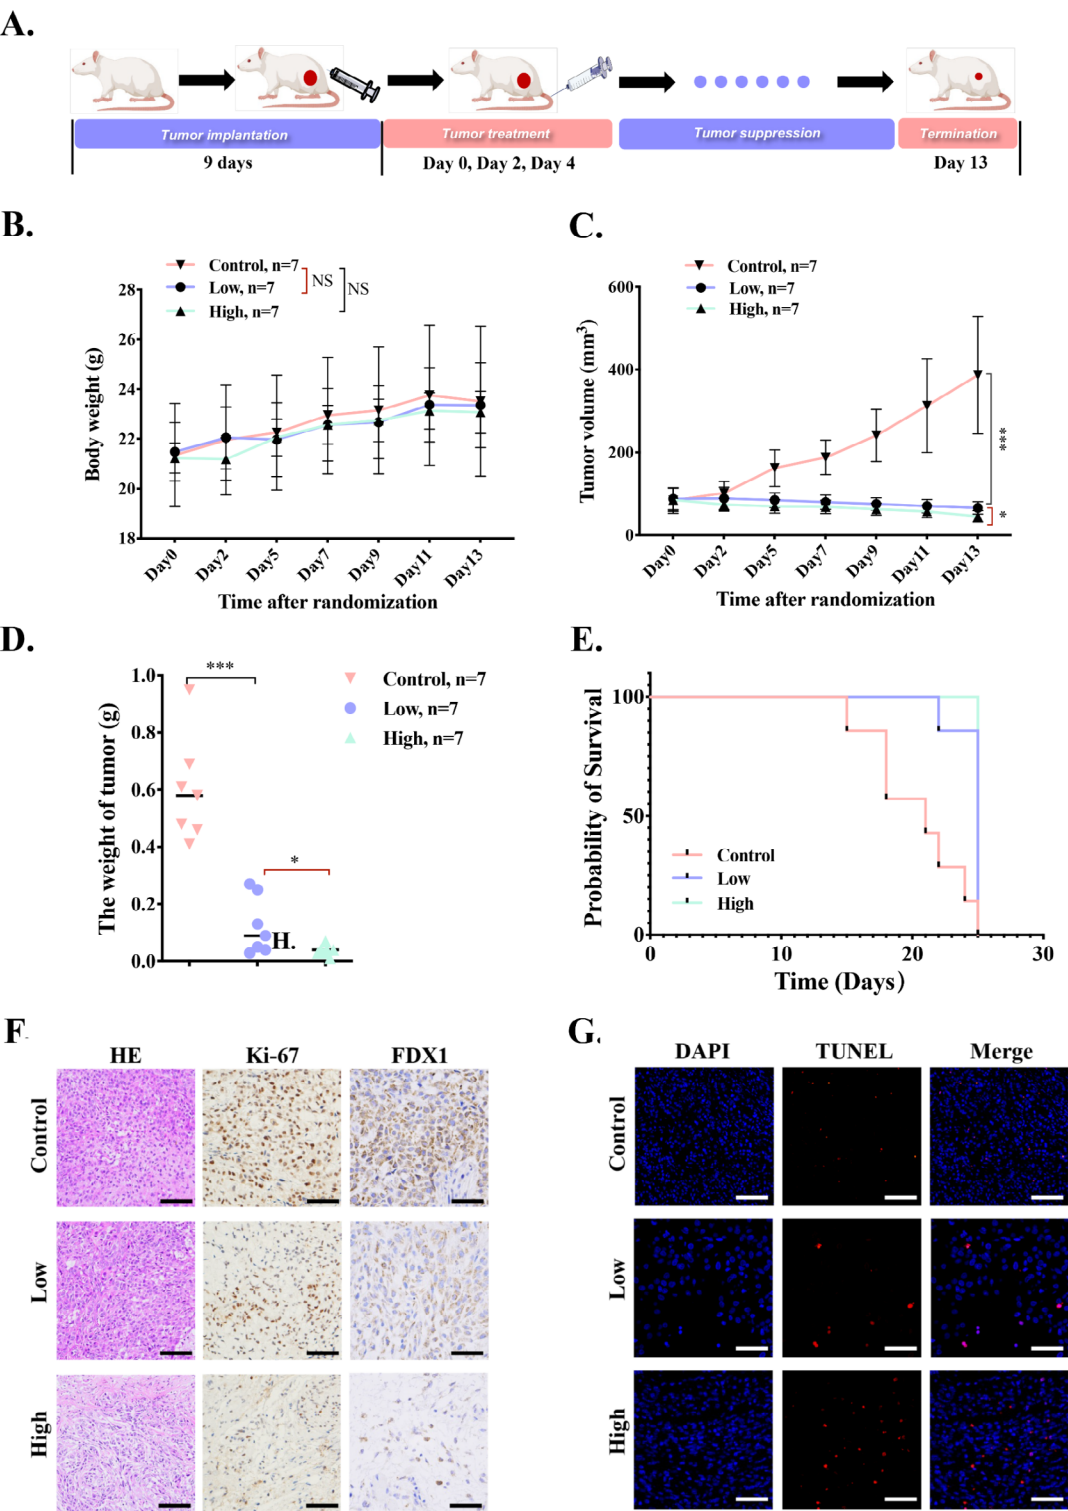 A.
Tumor implantation
Tumor treatment
Tumor suppression
Termination
9 days
Day 0, Day 2, Day 4
Day 13
B.
Control, n=7
Low, n=7
High, n=7
NS
NS
Body weight (g)
28
26
24
22
20
18
Day0
Day2
Day5
Day7
Day9
Day11
Day13
Time after randomization
C.
Control, n=7
Low, n=7
High, n=7
Tumor volume (mm³)
600
400
200
0
***
*
Day0
Day2
Day5
Day7
Day9
Day11
Day13
Time after randomization
D.
The weight of tumor (g)
1.0
0.8
0.6
0.4
0.2
0.0
***
*
H.
Control, n=7
Low, n=7
High, n=7
E.
Probability of Survival
100
50
0
Control
Low
High
0
10
20
30
Time (Days)
F.
HE
Ki-67
FDX1
Control
Low
High
G.
DAPI
TUNEL
Merge
Control
Low
High